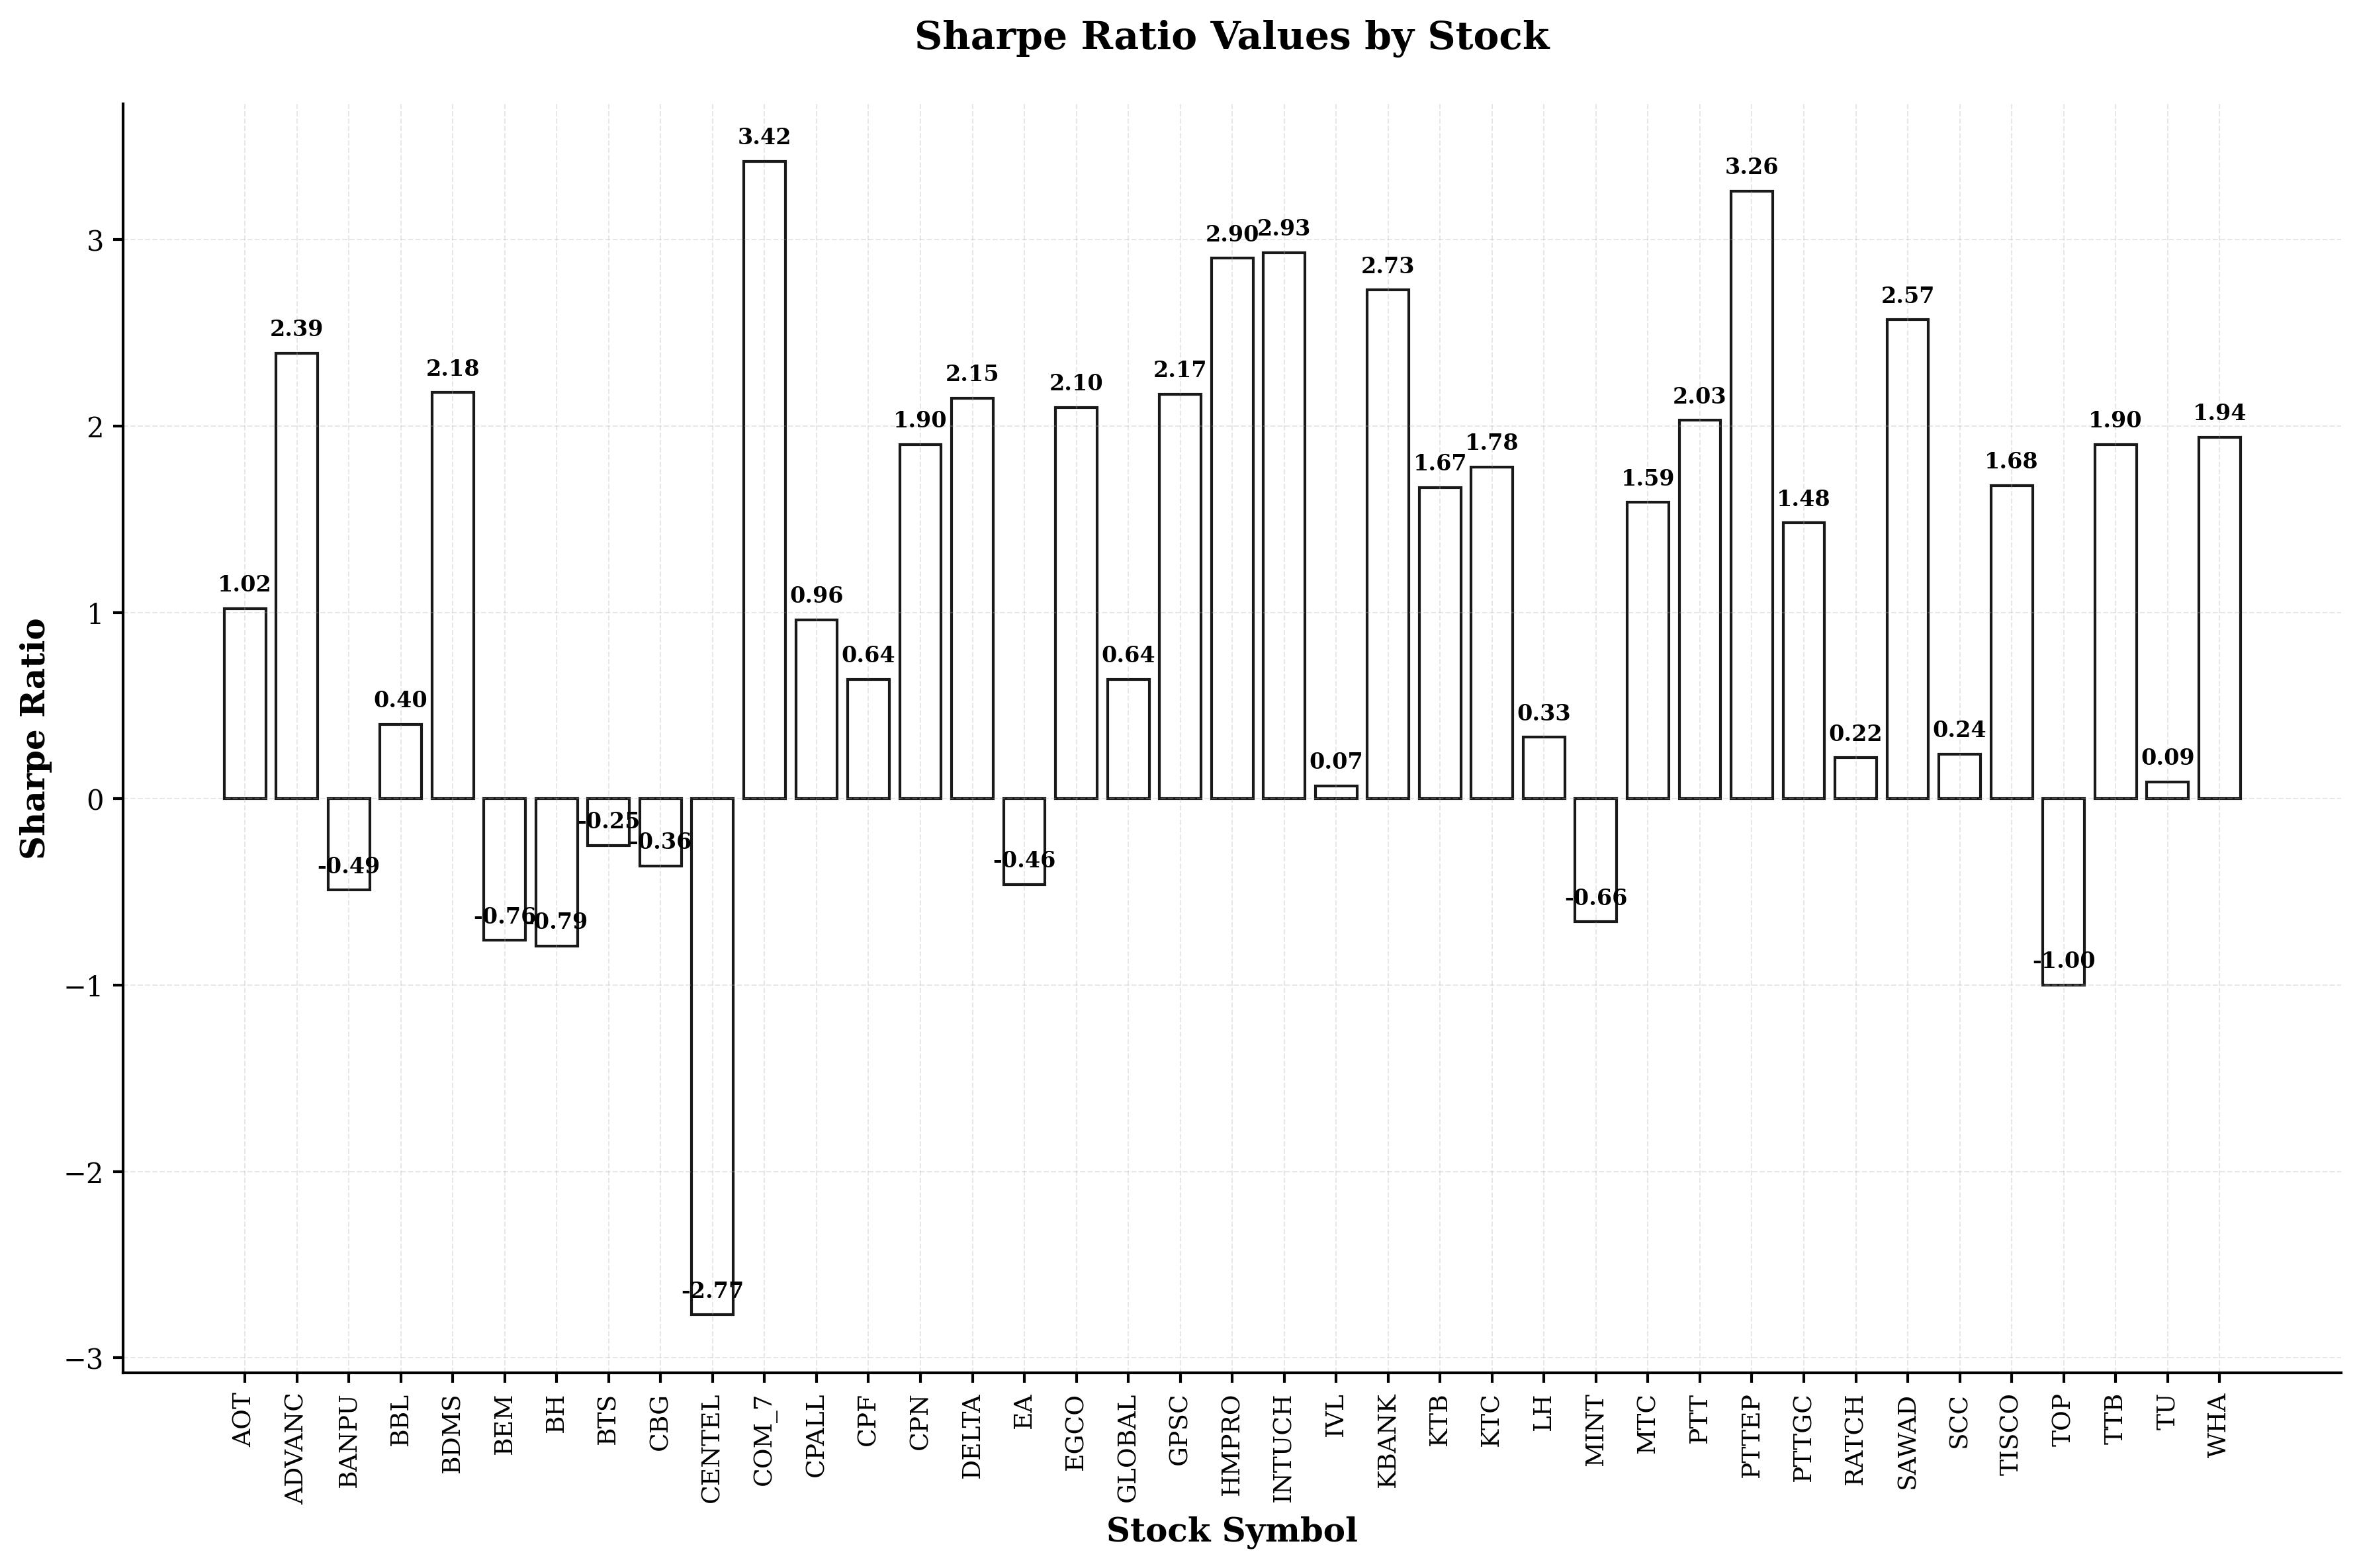 Sharpe Ratio Values by Stock
Sharpe Ratio
3
2
1
0
−1
−2
−3
1.02
2.39
-0.49
0.40
2.18
-0.76
-0.79
-0.25
-0.36
-2.77
3.42
0.96
0.64
1.90
2.15
-0.46
2.10
0.64
2.17
2.90
2.93
0.07
2.73
1.67
1.78
0.33
-0.66
1.59
2.03
3.26
1.48
0.22
2.57
0.24
1.68
-1.00
1.90
0.09
1.94
AOT
ADVANC
BANPU
BBL
BDMS
BEM
BH
BTS
CBG
CENTEL
COM_7
CPALL
CPF
CPN
DELTA
EA
EGCO
GLOBAL
GPSC
HMPRO
INTUCH
IVL
KBANK
KTB
KTC
LH
MINT
MTC
PTT
PTTEP
PTTGC
RATCH
SAWAD
SCC
TISCO
TOP
TTB
TU
WHA
Stock Symbol